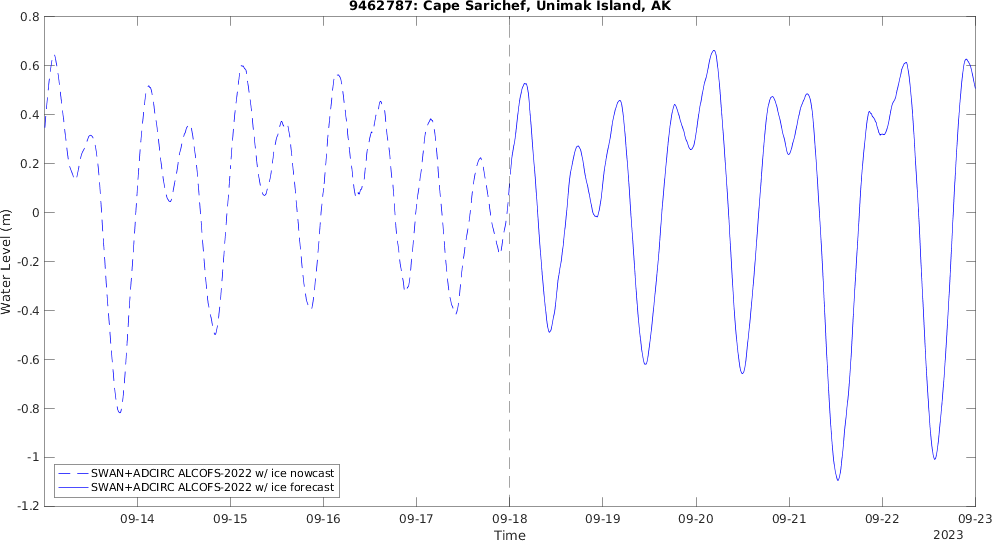 9462787: Cape Sarichef, Unimak Island, AK
Water Level (m)
0.8
0.6
0.4
0.2
0
-0.2
-0.4
-0.6
-0.8
-1
-1.2
SWAN+ADCIRC ALCOFS-2022 w/ ice nowcast
SWAN+ADCIRC ALCOFS-2022 w/ ice forecast
09-14 09-15 09-16 09-17 09-18 09-19 09-20 09-21 09-22 09-23
Time
2023